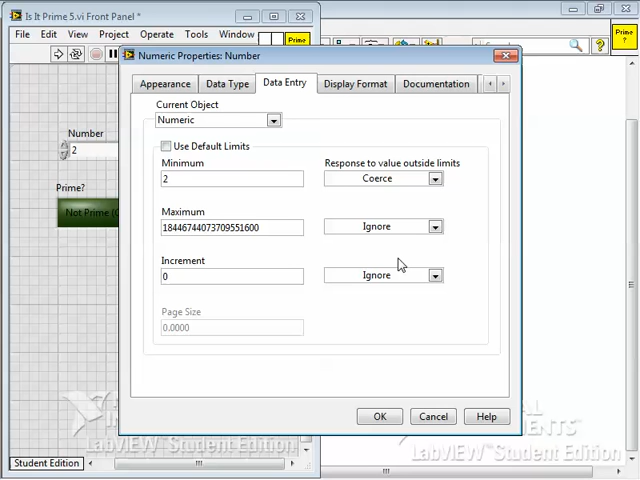 Is It Prime 5.vi Front Panel *
File Edit View Project Operate Tools Window
Prime
Prime
?
Number
2
Prime?
Not Prime (
Numeric Properties: Number
Appearance Data Type Data Entry Display Format Documentation
Current Object
Numeric
Use Default Limits
Minimum Response to value outside limits
2 Coerce
Maximum
18446744073709551600 Ignore
Increment
0 Ignore
Page Size
0.0000
OK Cancel Help
LabVIEW™ Student Edition
LabVIEW™ Student Edition
Student Edition